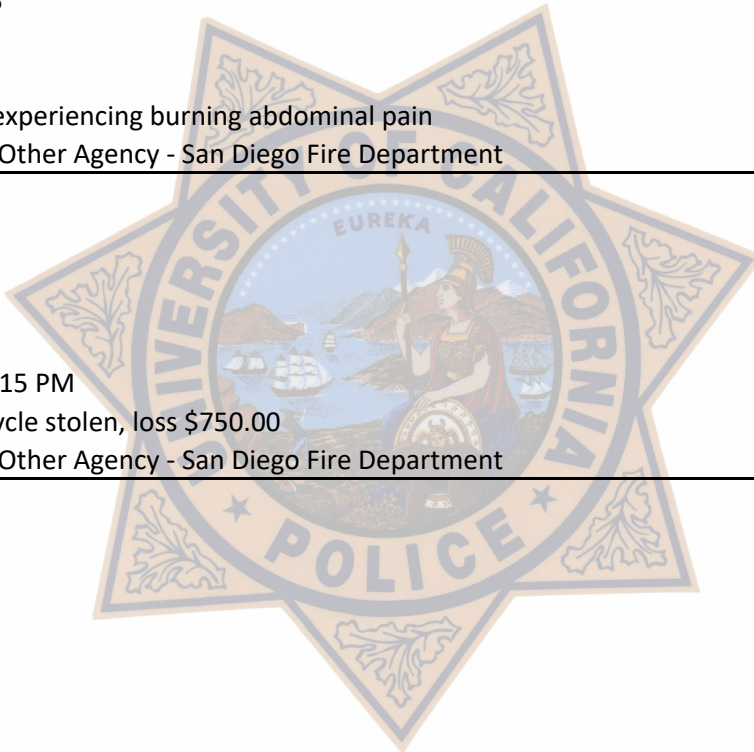 experiencing burning abdominal pain
Other Agency - San Diego Fire Department
UNIVERSITY OF CALIFORNIA
EUREKA
15 PM
cycle stolen, loss $750.00
Other Agency - San Diego Fire Department
POLICE